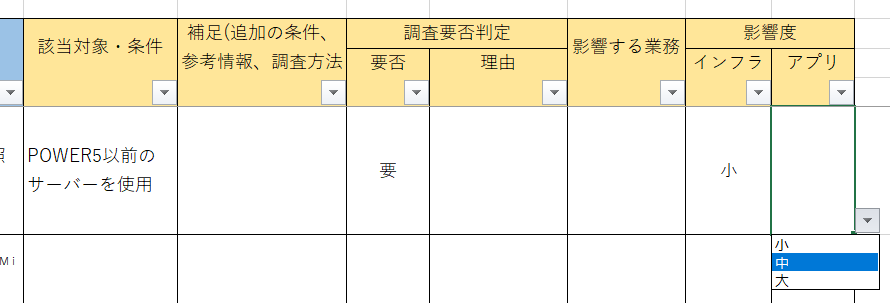 該当対象・条件
補足(追加の条件、
参考情報、調査方法
調査要否判定
要否
理由
影響する業務
影響度
インフラ
アプリ
照
POWER5以前の
サーバーを使用
要
小
小
中
大
Mi